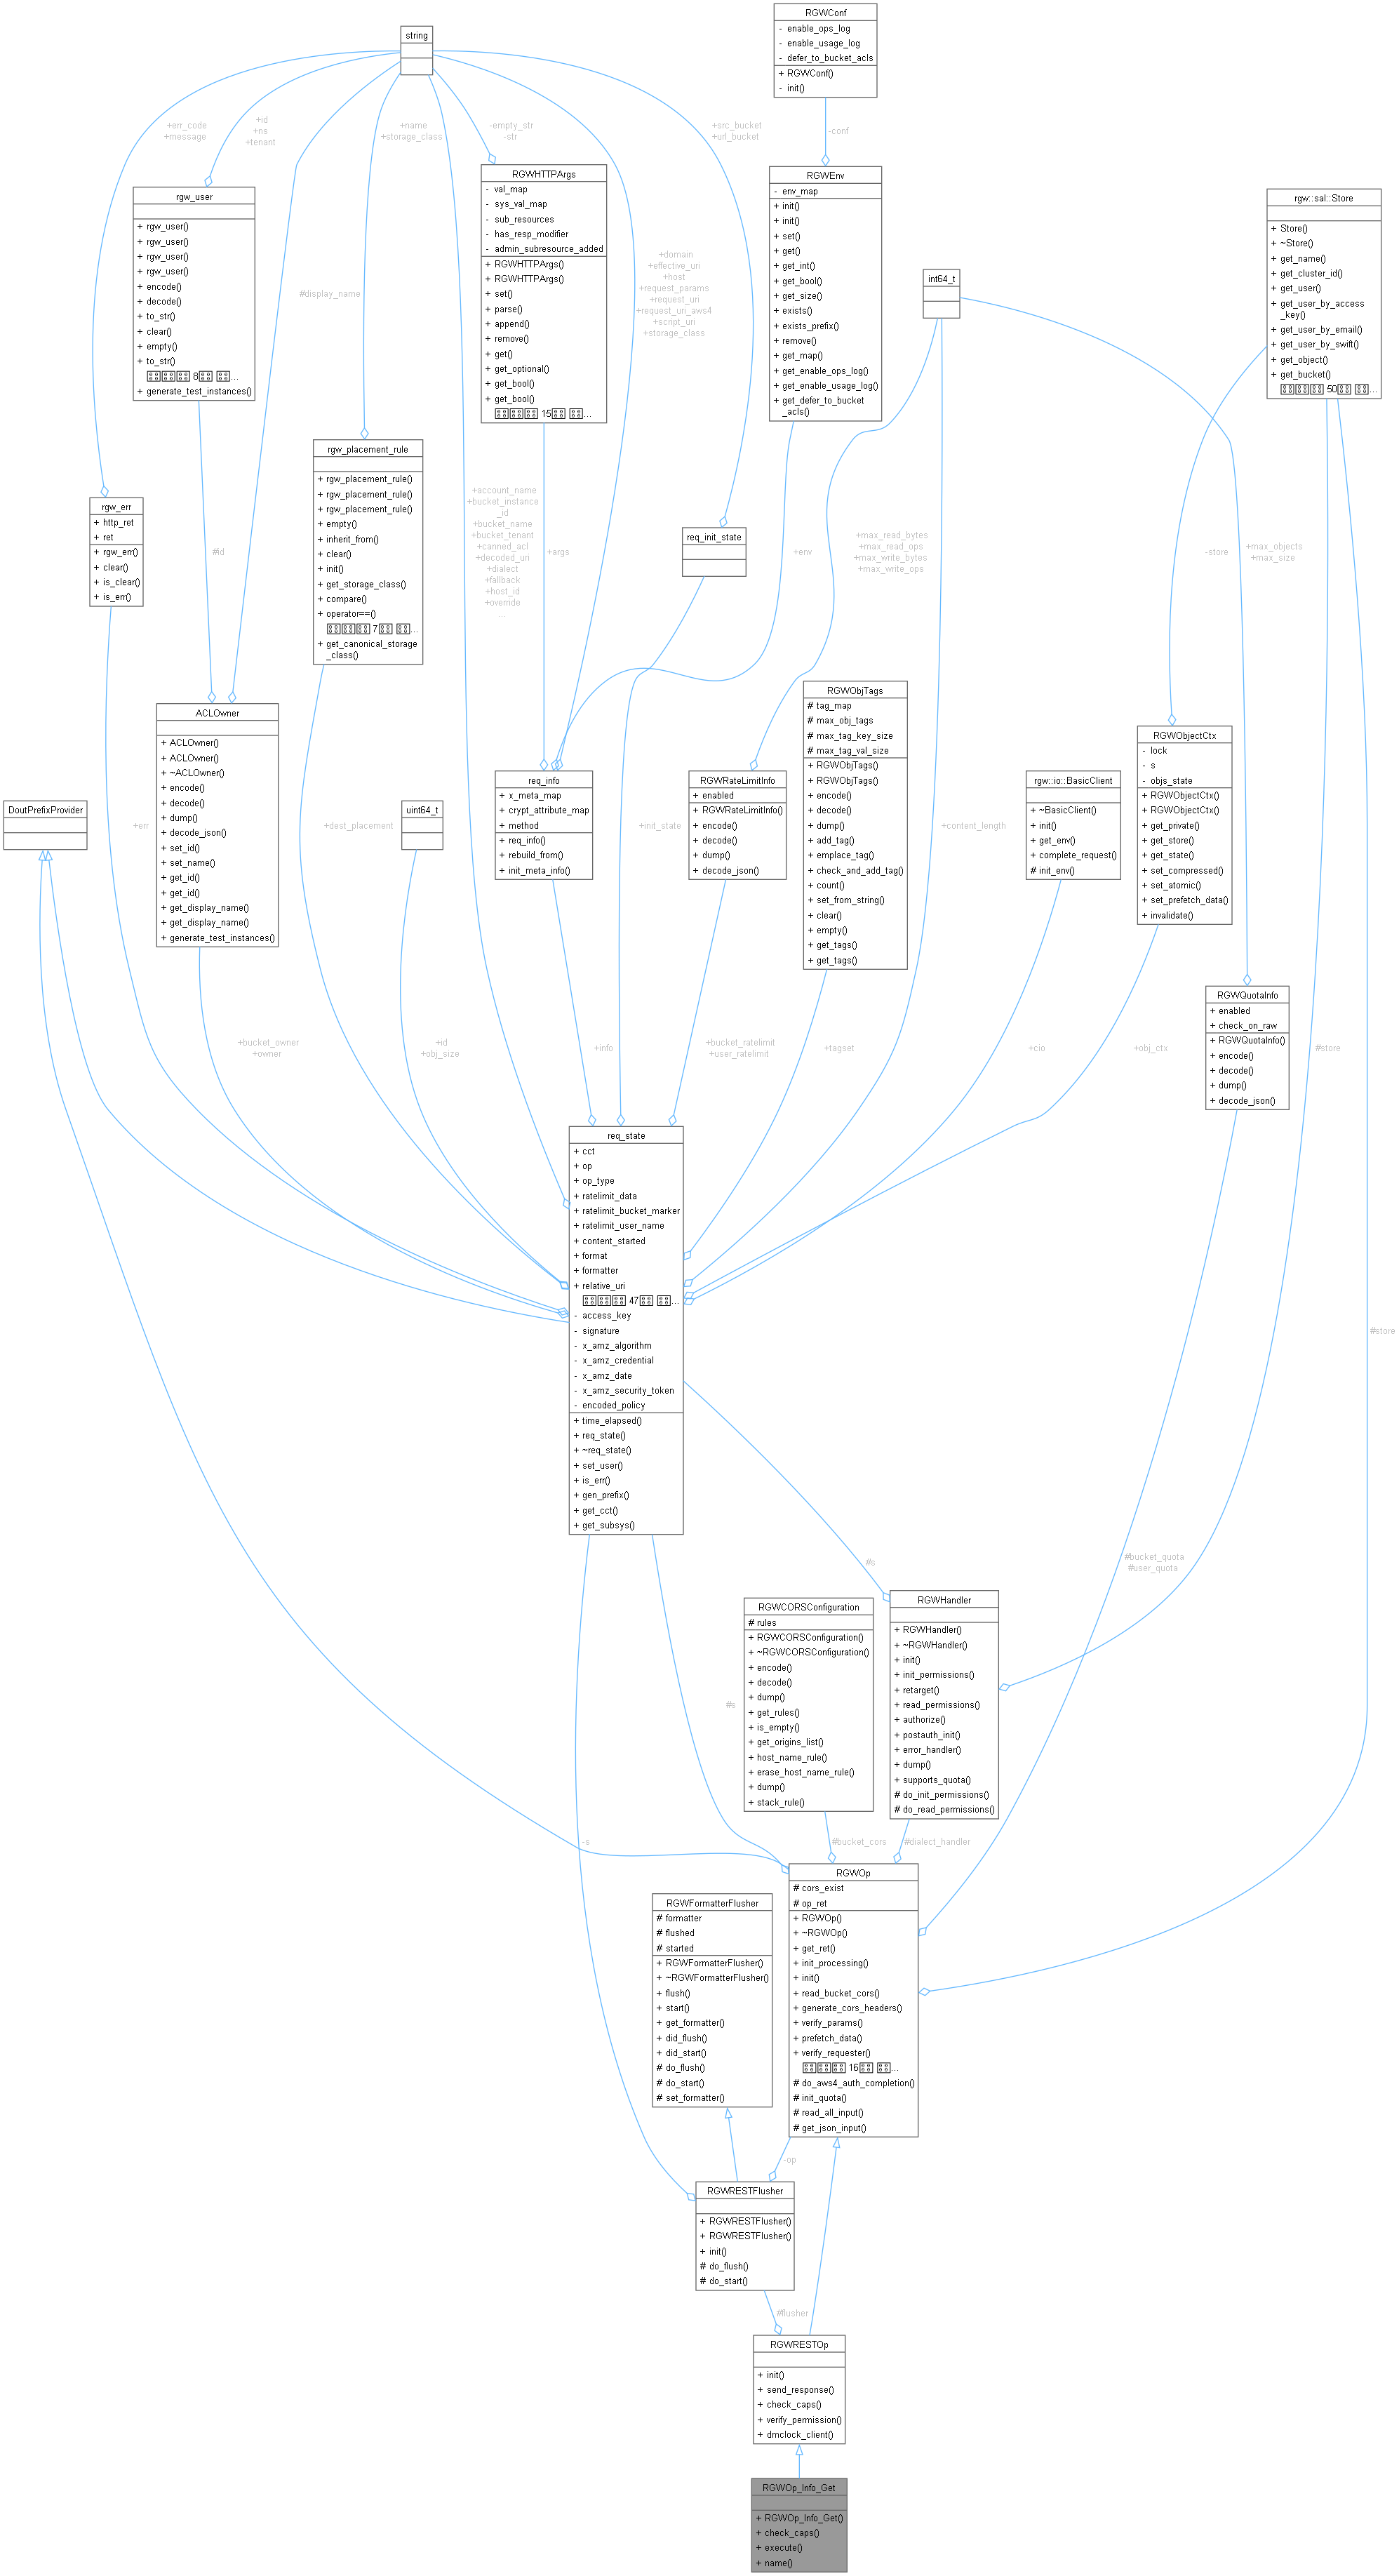 RGWConf
- enable_ops_log
- enable_usage_log
- defer_to_bucket_acls
+ RGWConf()
- init()
string
+err_code
+message
+id
+ns
+tenant
+name
+storage_class
-empty_str
-str
+src_bucket
+url_bucket
-conf
rgw_user
+ rgw_user()
+ rgw_user()
+ rgw_user()
+ rgw_user()
+ encode()
+ decode()
+ to_str()
+ clear()
+ empty()
+ to_str()
8 ...
+ generate_test_instances()
RGWHTTPArgs
- val_map
- sys_val_map
- sub_resources
- has_resp_modifier
- admin_subresource_added
+ RGWHTTPArgs()
+ RGWHTTPArgs()
+ set()
+ parse()
+ append()
+ remove()
+ get()
+ get_optional()
+ get_bool()
+ get_bool()
15 ...
RGWEnv
- env_map
+ init()
+ init()
+ set()
+ get()
+ get_int()
+ get_bool()
+ get_size()
+ exists()
+ exists_prefix()
+ remove()
+ get_map()
+ get_enable_ops_log()
+ get_enable_usage_log()
+ get_defer_to_bucket
_acls()
rgw::sal::Store
+ Store()
+ ~Store()
+ get_name()
+ get_cluster_id()
+ get_user()
+ get_user_by_access
_key()
+ get_user_by_email()
+ get_user_by_swift()
+ get_object()
+ get_bucket()
50 ...
int64_t
#display_name
+domain
+effective_uri
+host
+request_params
+request_uri
+request_uri_aws4
+script_uri
+storage_class
rgw_placement_rule
+ rgw_placement_rule()
+ rgw_placement_rule()
+ rgw_placement_rule()
+ empty()
+ inherit_from()
+ clear()
+ init()
+ get_storage_class()
+ compare()
+ operator==()
7 ...
+ get_canonical_storage
_class()
rgw_err
+ http_ret
+ ret
+ rgw_err()
+ clear()
+ is_clear()
+ is_err()
#id
+account_name
+bucket_instance
_id
+bucket_name
+bucket_tenant
+canned_acl
+decoded_uri
+dialect
+fallback
+host_id
+override
...
+args
req_init_state
+env
+max_read_bytes
+max_read_ops
+max_write_bytes
+max_write_ops
-store
+max_objects
+max_size
ACLOwner
+ ACLOwner()
+ ACLOwner()
+ ~ACLOwner()
+ encode()
+ decode()
+ dump()
+ decode_json()
+ set_id()
+ set_name()
+ get_id()
+ get_id()
+ get_display_name()
+ get_display_name()
+ generate_test_instances()
RGWObjTags
# tag_map
# max_obj_tags
# max_tag_key_size
# max_tag_val_size
+ RGWObjTags()
+ RGWObjTags()
+ encode()
+ decode()
+ dump()
+ add_tag()
+ emplace_tag()
+ check_and_add_tag()
+ count()
+ set_from_string()
+ clear()
+ empty()
+ get_tags()
+ get_tags()
RGWObjectCtx
- lock
- s
- objs_state
+ RGWObjectCtx()
+ RGWObjectCtx()
+ get_private()
+ get_store()
+ get_state()
+ set_compressed()
+ set_atomic()
+ set_prefetch_data()
+ invalidate()
req_info
+ x_meta_map
+ crypt_attribute_map
+ method
+ req_info()
+ rebuild_from()
+ init_meta_info()
RGWRateLimitInfo
+ enabled
+ RGWRateLimitInfo()
+ encode()
+ decode()
+ dump()
+ decode_json()
rgw::io::BasicClient
+ ~BasicClient()
+ init()
+ get_env()
+ complete_request()
# init_env()
DoutPrefixProvider
uint64_t
+err
+dest_placement
+init_state
+content_length
RGWQuotaInfo
+ enabled
+ check_on_raw
+ RGWQuotaInfo()
+ encode()
+ decode()
+ dump()
+ decode_json()
+bucket_owner
+owner
+id
+obj_size
+info
+bucket_ratelimit
+user_ratelimit
+tagset
+cio
+obj_ctx
#store
req_state
+ cct
+ op
+ op_type
+ ratelimit_data
+ ratelimit_bucket_marker
+ ratelimit_user_name
+ content_started
+ format
+ formatter
+ relative_uri
47 ...
- access_key
- signature
- x_amz_algorithm
- x_amz_credential
- x_amz_date
- x_amz_security_token
- encoded_policy
+ time_elapsed()
+ req_state()
+ ~req_state()
+ set_user()
+ is_err()
+ gen_prefix()
+ get_cct()
+ get_subsys()
#store
#s
#bucket_quota
#user_quota
RGWHandler
+ RGWHandler()
+ ~RGWHandler()
+ init()
+ init_permissions()
+ retarget()
+ read_permissions()
+ authorize()
+ postauth_init()
+ error_handler()
+ dump()
+ supports_quota()
# do_init_permissions()
# do_read_permissions()
RGWCORSConfiguration
# rules
+ RGWCORSConfiguration()
+ ~RGWCORSConfiguration()
+ encode()
+ decode()
+ dump()
+ get_rules()
+ is_empty()
+ get_origins_list()
+ host_name_rule()
+ erase_host_name_rule()
+ dump()
+ stack_rule()
#s
-s
#bucket_cors
#dialect_handler
RGWOp
# cors_exist
# op_ret
+ RGWOp()
+ ~RGWOp()
+ get_ret()
+ init_processing()
+ init()
+ read_bucket_cors()
+ generate_cors_headers()
+ verify_params()
+ prefetch_data()
+ verify_requester()
16 ...
# do_aws4_auth_completion()
# init_quota()
# read_all_input()
# get_json_input()
RGWFormatterFlusher
# formatter
# flushed
# started
+ RGWFormatterFlusher()
+ ~RGWFormatterFlusher()
+ flush()
+ start()
+ get_formatter()
+ did_flush()
+ did_start()
# do_flush()
# do_start()
# set_formatter()
-op
RGWRESTFlusher
+ RGWRESTFlusher()
+ RGWRESTFlusher()
+ init()
# do_flush()
# do_start()
#flusher
RGWRESTOp
+ init()
+ send_response()
+ check_caps()
+ verify_permission()
+ dmclock_client()
RGWOp_Info_Get
+ RGWOp_Info_Get()
+ check_caps()
+ execute()
+ name()